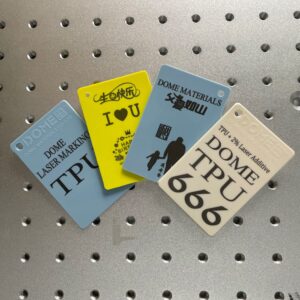 DOME
DOME
LASER MARKING
TPU
生日快乐
I ♥ U
HAPPY
DOME MATERIALS
父爱如山
TPU + 2% Laser Additive
DOME
TPU
666